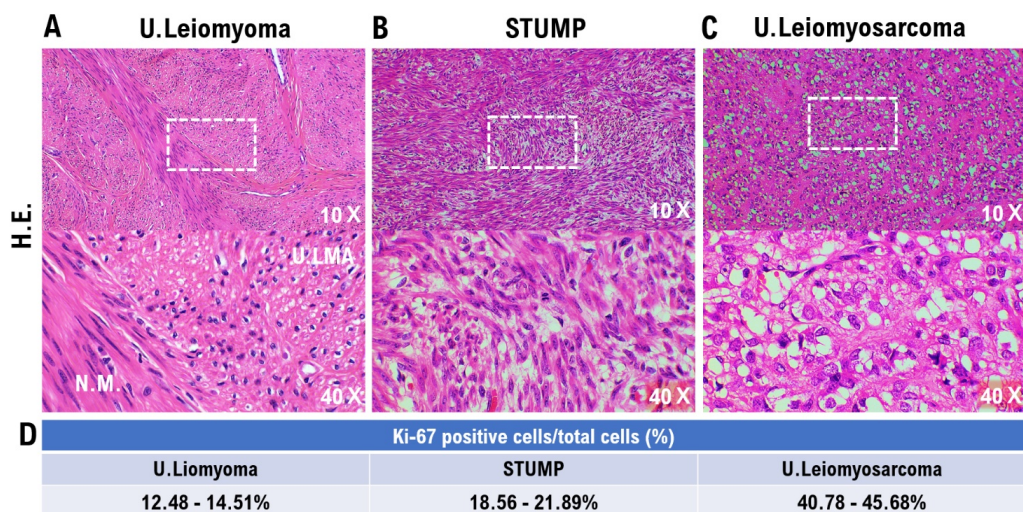 A U.Leiomyoma B STUMP C U.Leiomyosarcoma
H.E.
10 X 10 X 10 X
U.LMA
N.M.
40 X 40 X 40 X
D Ki-67 positive cells/total cells (%)
U.Liomyoma STUMP U.Leiomyosarcoma
12.48 - 14.51% 18.56 - 21.89% 40.78 - 45.68%